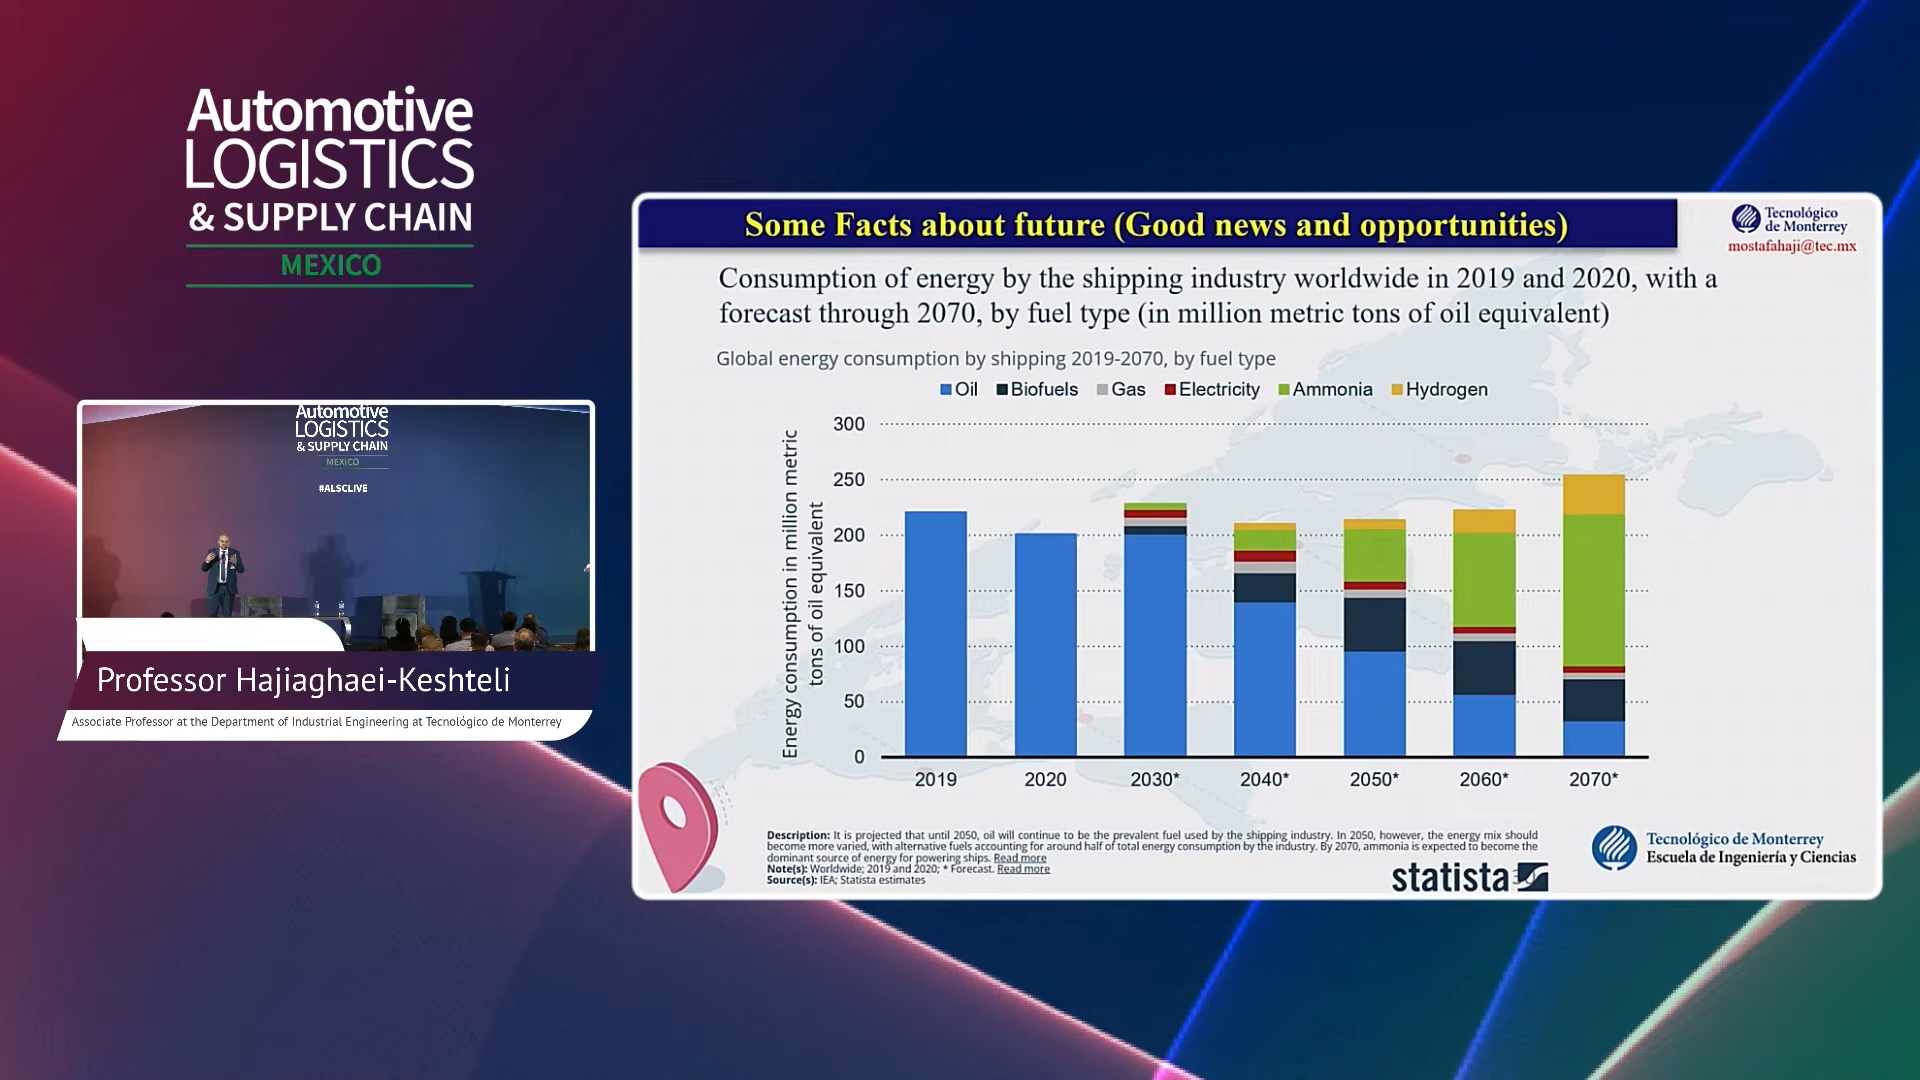 Automotive
LOGISTICS
& SUPPLY CHAIN
MEXICO
Automotive
LOGISTICS
& SUPPLY CHAIN
MEXICO
#ALSCLIVE
Professor Hajiaghaei-Keshteli
Associate Professor at the Department of Industrial Engineering at Tecnológico de Monterrey
Some Facts about future (Good news and opportunities)
Tecnológico
de Monterrey
mostafahaji@tec.mx
Consumption of energy by the shipping industry worldwide in 2019 and 2020, with a
forecast through 2070, by fuel type (in million metric tons of oil equivalent)
Global energy consumption by shipping 2019-2070, by fuel type
Oil Biofuels Gas Electricity Ammonia Hydrogen
Energy consumption in million metric
tons of oil equivalent
300
250
200
150
100
50
0
2019 2020 2030* 2040* 2050* 2060* 2070*
Description: It is projected that until 2050, oil will continue to be the prevalent fuel used by the shipping industry. In 2050, however, the energy mix should
become more varied, with alternative fuels accounting for around half of total energy consumption by the industry. By 2070, ammonia is expected to become the
dominant source of energy for powering ships. Read more
Note(s): Worldwide; 2019 and 2020; * Forecast. Read more
Source(s): IEA; Statista estimates
statista
Tecnológico de Monterrey
Escuela de Ingeniería y Ciencias